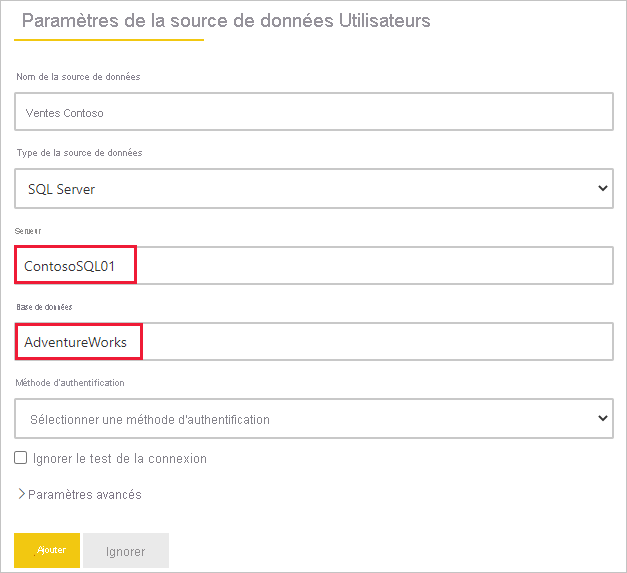 Paramètres de la source de données Utilisateurs
Nom de la source de données
Ventes Contoso
Type de la source de données
SQL Server
Serveur
ContosoSQL01
Base de données
AdventureWorks
Méthode d'authentification
Sélectionner une méthode d'authentification
Ignorer le test de la connexion
Paramètres avancés
Ajouter
Ignorer